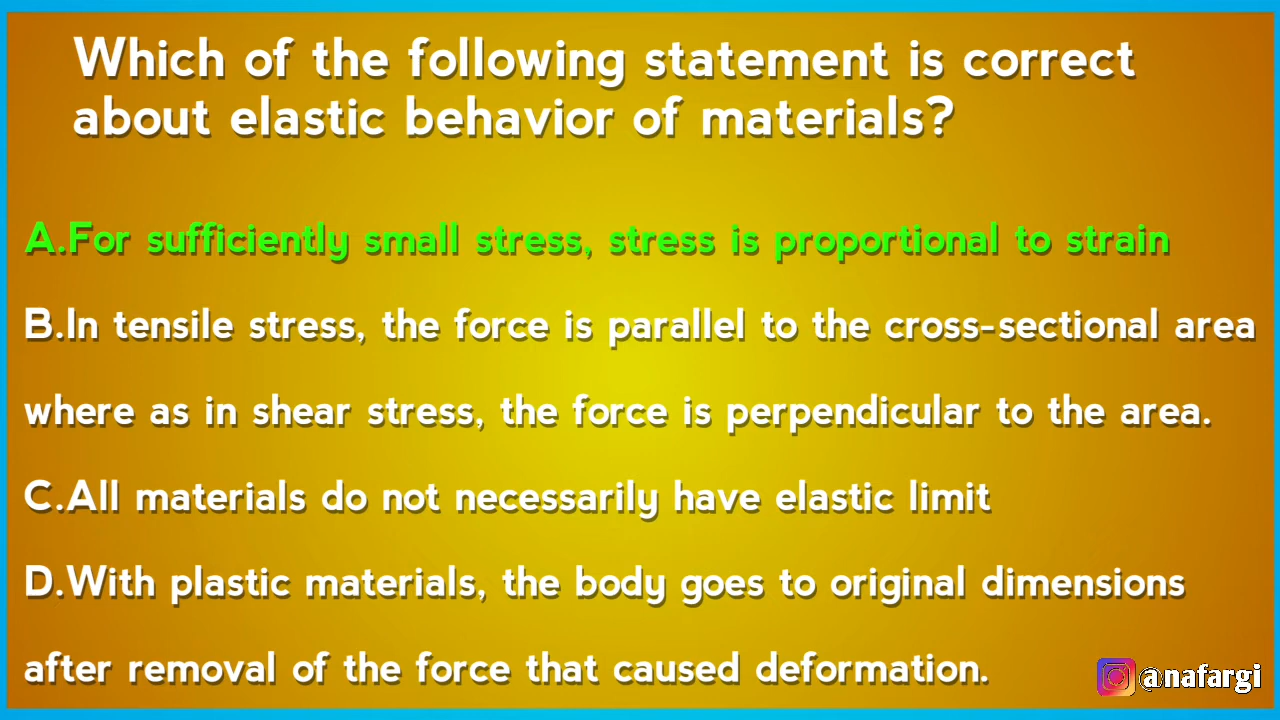 Which of the following statement is correct
about elastic behavior of materials?
A.For sufficiently small stress, stress is proportional to strain
B.In tensile stress, the force is parallel to the cross-sectional area
where as in shear stress, the force is perpendicular to the area.
C.All materials do not necessarily have elastic limit
D.With plastic materials, the body goes to original dimensions
after removal of the force that caused deformation.
@nafargi